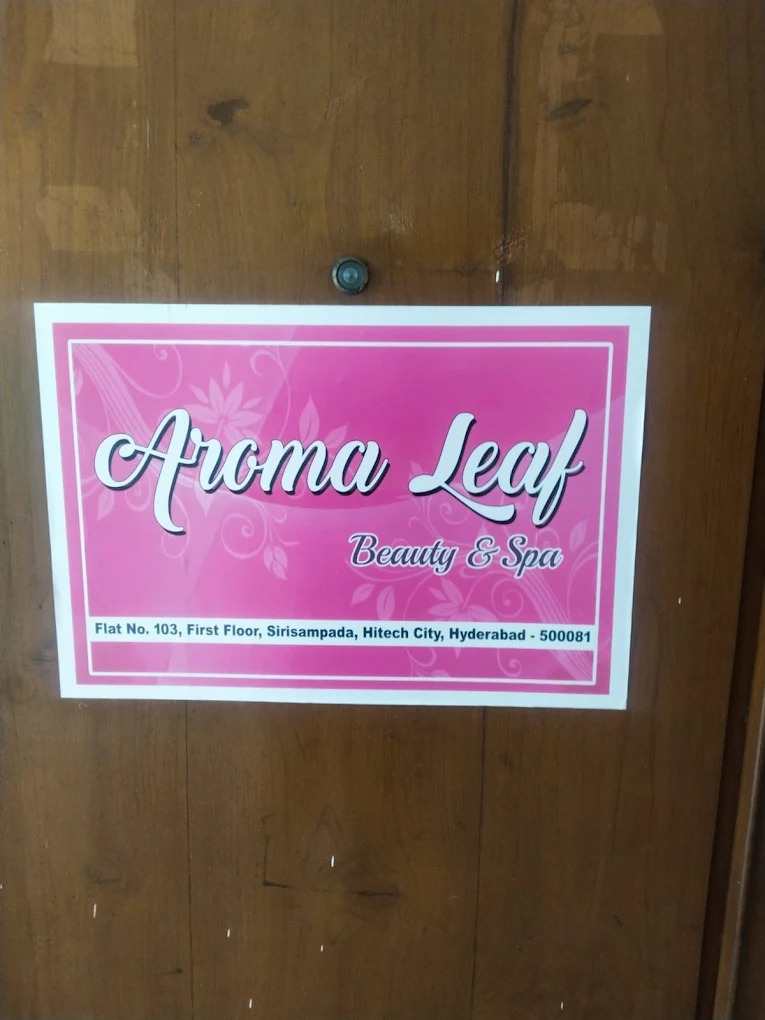 Aroma Leaf
Beauty & Spa
Flat No. 103, First Floor, Sirisampada, Hitech City, Hyderabad - 500081